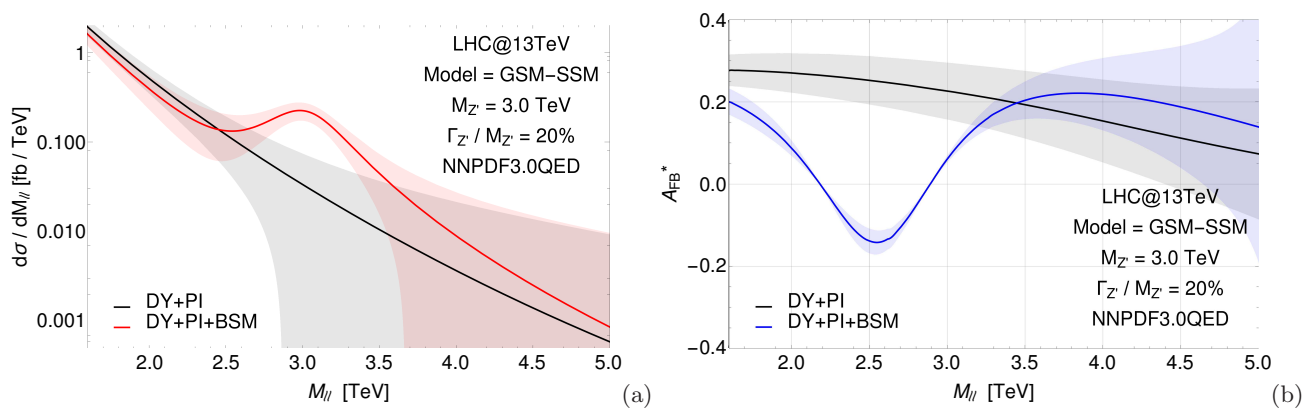 1
0.100
0.010
0.001
dσ / dM_ll [fb / TeV]
LHC@13TeV
Model = GSM−SSM
M_Z' = 3.0 TeV
Γ_Z' / M_Z' = 20%
NNPDF3.0QED
DY+PI
DY+PI+BSM
2.0 2.5 3.0 3.5 4.0 4.5 5.0
M_ll [TeV]
(a)
0.4
0.2
0.0
−0.2
−0.4
A_FB*
LHC@13TeV
Model = GSM−SSM
M_Z' = 3.0 TeV
Γ_Z' / M_Z' = 20%
NNPDF3.0QED
DY+PI
DY+PI+BSM
2.0 2.5 3.0 3.5 4.0 4.5 5.0
M_ll [TeV]
(b)